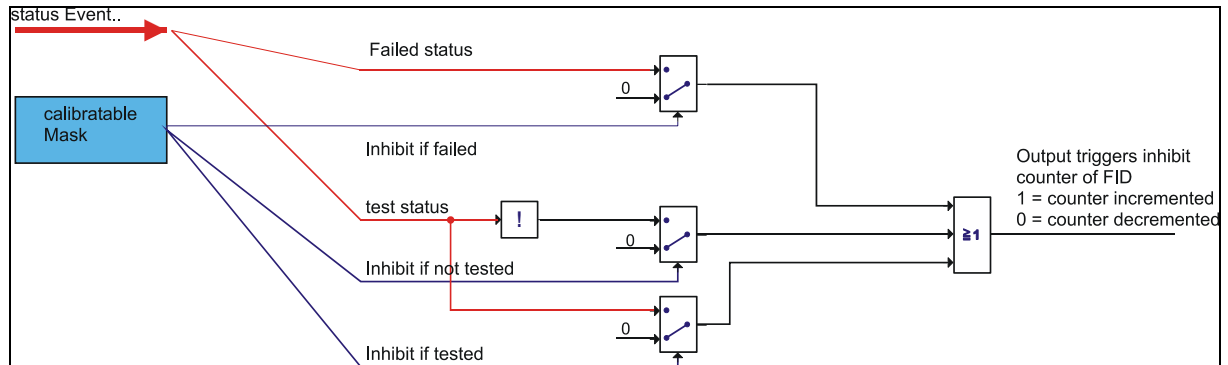 status Event..
Failed status
0
calibratable
Mask
Inhibit if failed
Output triggers inhibit
counter of FID
1 = counter incremented
0 = counter decremented
test status
!
0
≧1
Inhibit if not tested
0
Inhibit if tested